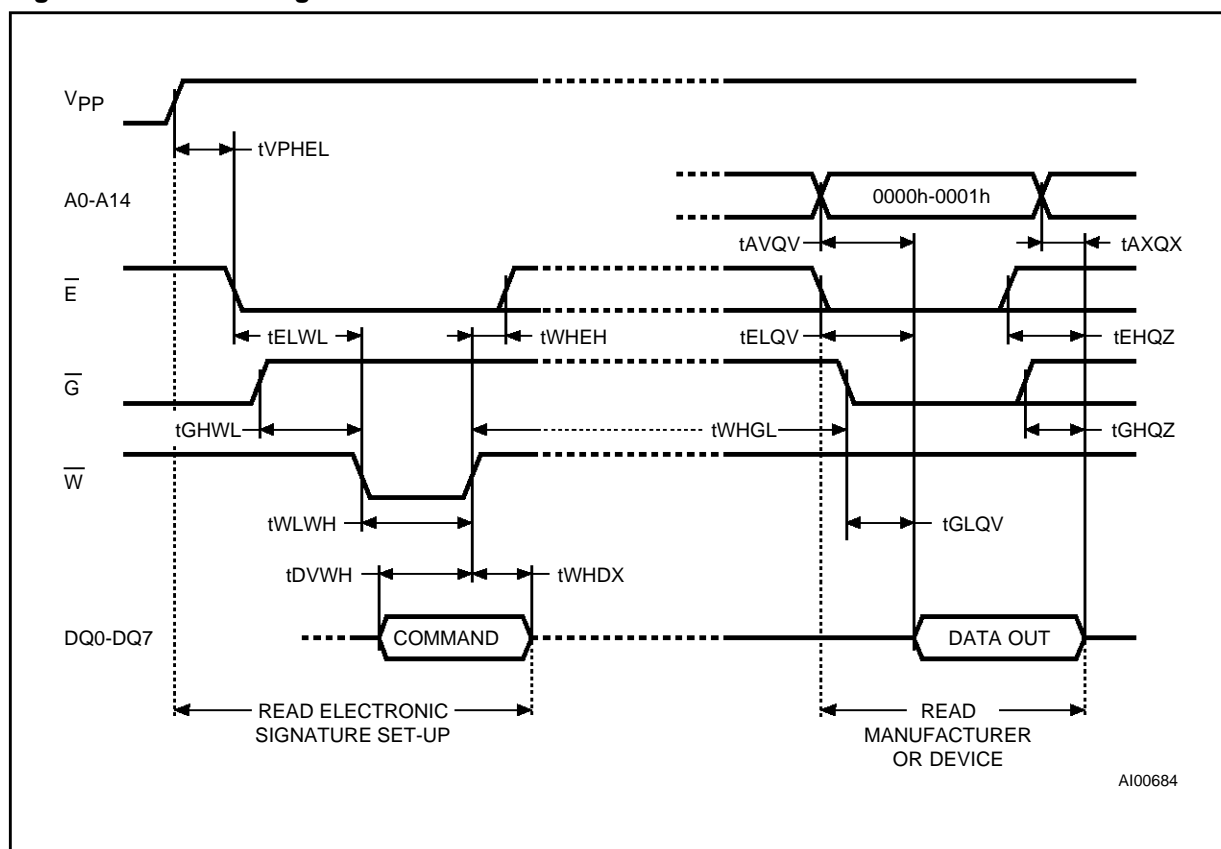 VPP
tVPHEL
A0-A14
0000h-0001h
tAVQV
tAXQX
E
tELWL
tWHEH
tELQV
tEHQZ
G
tGHWL
tWHGL
tGHQZ
W
tWLWH
tGLQV
tDVWH
tWHDX
DQ0-DQ7
COMMAND
DATA OUT
READ ELECTRONIC
SIGNATURE SET-UP
READ
MANUFACTURER
OR DEVICE
AI00684